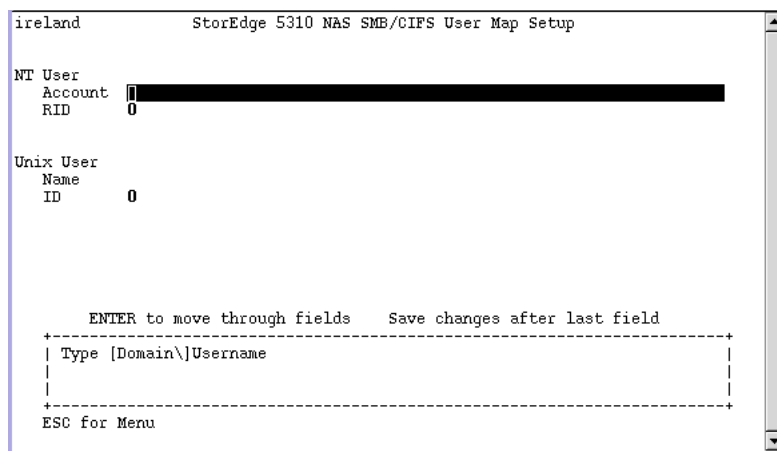 ireland StorEdge 5310 NAS SMB/CIFS User Map Setup
NT User
Account
RID 0
Unix User
Name
ID 0
ENTER to move through fields Save changes after last field
Type [Domain\]Username
ESC for Menu